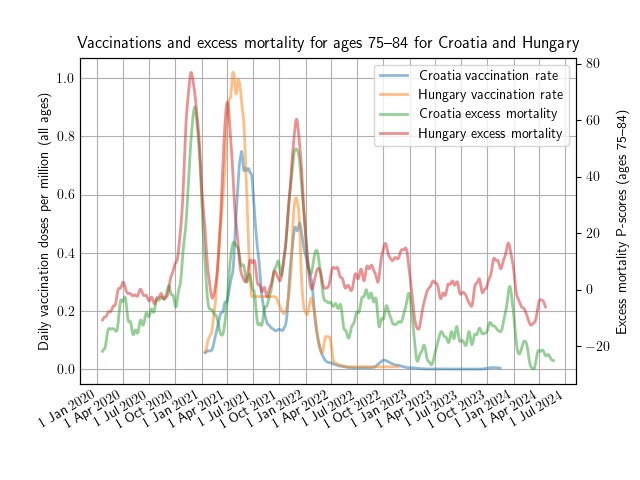 Vaccinations and excess mortality for ages 75–84 for Croatia and Hungary
Daily vaccination doses per million (all ages)
1.0
0.8
0.6
0.4
0.2
0.0
Croatia vaccination rate
Hungary vaccination rate
Croatia excess mortality
Hungary excess mortality
80
60
40
20
0
−20
Excess mortality P-scores (ages 75–84)
1 Jan 2020
1 Apr 2020
1 Jul 2020
1 Oct 2020
1 Jan 2021
1 Apr 2021
1 Jul 2021
1 Oct 2021
1 Jan 2022
1 Apr 2022
1 Jul 2022
1 Oct 2022
1 Jan 2023
1 Apr 2023
1 Jul 2023
1 Oct 2023
1 Jan 2024
1 Apr 2024
1 Jul 2024